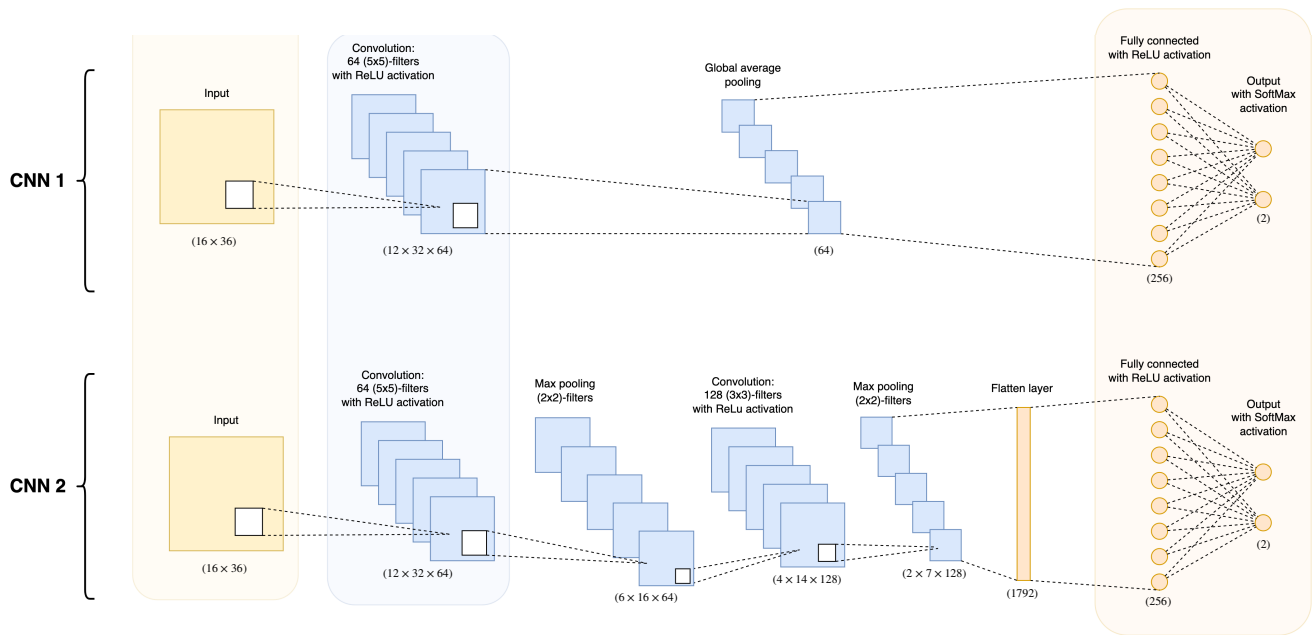 CNN 1
Input
(16 × 36)
Convolution:
64 (5x5)-filters
with ReLU activation
(12 × 32 × 64)
Global average
pooling
(64)
Fully connected
with ReLU activation
(256)
Output
with SoftMax
activation
(2)
CNN 2
Input
(16 × 36)
Convolution:
64 (5x5)-filters
with ReLU activation
(12 × 32 × 64)
Max pooling
(2x2)-filters
(6 × 16 × 64)
Convolution:
128 (3x3)-filters
with ReLu activation
(4 × 14 × 128)
Max pooling
(2x2)-filters
(2 × 7 × 128)
Flatten layer
(1792)
Fully connected
with ReLU activation
(256)
Output
with SoftMax
activation
(2)